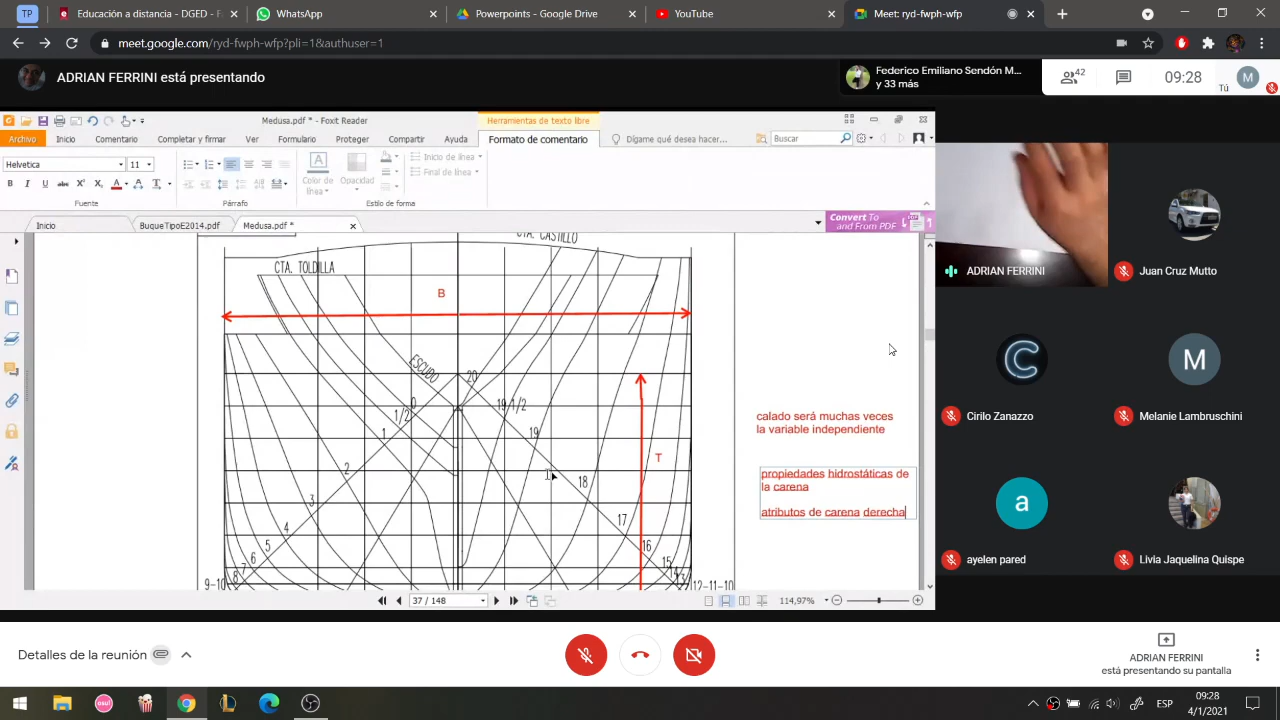 TP
Educación a distancia - DGED - F
WhatsApp
Powerpoints - Google Drive
YouTube
Meet: ryd-fwph-wfp
meet.google.com/ryd-fwph-wfp?pli=1&authuser=1
ADRIAN FERRINI está presentando
Federico Emiliano Sendón M...
y 33 más
42
09:28
Tú
M
Medusa.pdf * - Foxit Reader
Herramientas de texto libre
Archivo
Inicio
Comentario
Completar y firmar
Ver
Formulario
Proteger
Compartir
Ayuda
Formato de comentario
Dígame qué desea hacer...
Buscar
Helvetica
11
Color de línea
Opacidad
Inicio de línea
Final de línea
Fuente
Párrafo
Estilo de forma
Inicio
BuqueTipoE2014.pdf
Medusa.pdf *
Convert To
and From PDF
CTA. CASTILLO
CTA. TOLDILLA
B
ESCUDO
20
0
19 1/2
1/2
1
19
T
2
18
3
17
4
16
5
6
15
7
14
8
13
9-10
12-11-10
calado será muchas veces
la variable independiente
propiedades hidrostáticas de
la carena
atributos de carena derecha
37 / 148
114,97%
ADRIAN FERRINI
Juan Cruz Mutto
C
Cirilo Zanazzo
M
Melanie Lambruschini
a
ayelen pared
Livia Jaquelina Quispe
Detalles de la reunión
ADRIAN FERRINI
está presentando su pantalla
osu!
ESP
09:28
4/1/2021